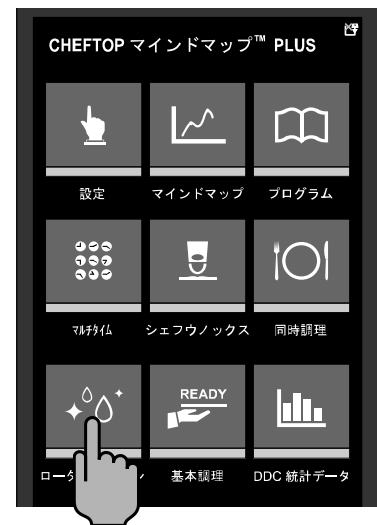 CHEFTOP マインドマップ™ PLUS
設定 マインドマップ プログラム
マルチタイム シェフウノックス 同時調理
READY
基本調理 DDC 統計データ